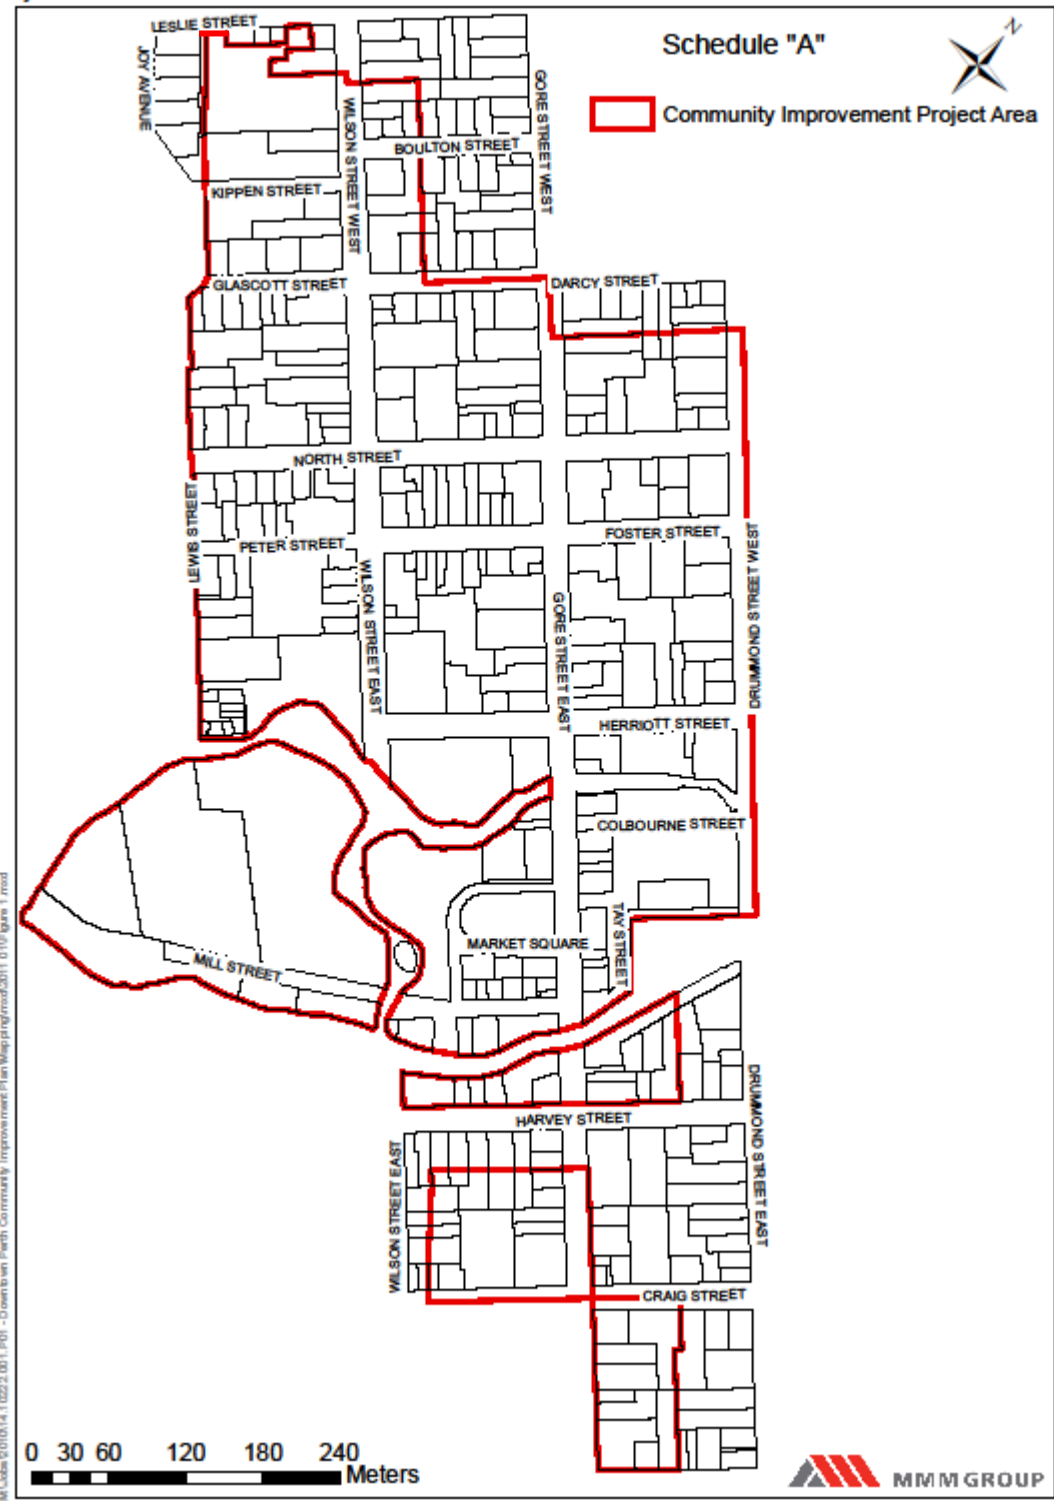 Schedule "A"
N
Community Improvement Project Area
LESLIE STREET
JOY AVENUE
WILSON STREET WEST
GORE STREET WEST
BOULTON STREET
KIPPEN STREET
GLASCOTT STREET
DARCY STREET
NORTH STREET
LEWIS STREET
PETER STREET
FOSTER STREET
WILSON STREET EAST
GORE STREET EAST
DRUMMOND STREET WEST
HERRIOTT STREET
COLBOURNE STREET
TAY STREET
MARKET SQUARE
MILL STREET
HARVEY STREET
DRUMMOND STREET EAST
WILSON STREET EAST
CRAIG STREET
0 30 60 120 180 240
Meters
MMM GROUP